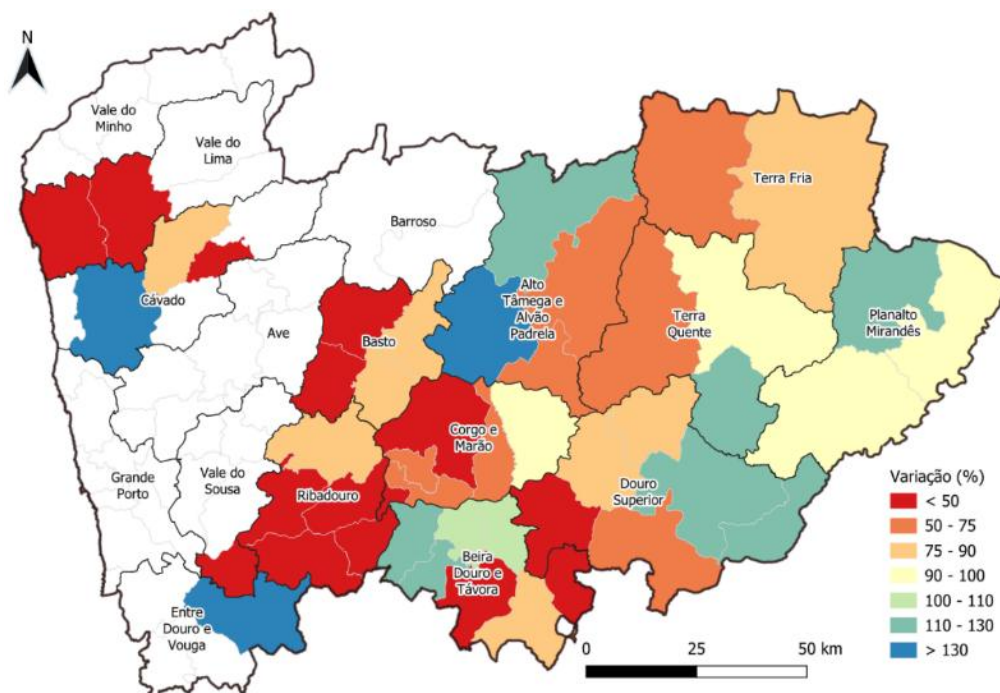 N
Vale do
Minho
Vale do
Lima
Terra Fria
Barroso
Cávado
Alto
Tâmega e
Alvão
Padrela
Terra
Quente
Planalto
Mirandês
Ave
Basto
Corgo e
Marão
Grande
Porto
Vale do
Sousa
Ribadouro
Douro
Superior
Beira
Douro e
Távora
Entre
Douro e
Vouga
Variação (%)
< 50
50 - 75
75 - 90
90 - 100
100 - 110
110 - 130
> 130
0 25 50 km